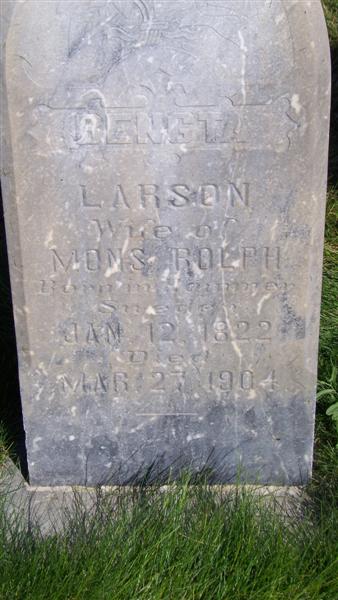 BENGTA
LARSON
Wife of
MONS ROLPH
Born in
Sweden
JAN. 12. 1822
Died
MAR. 27. 1904